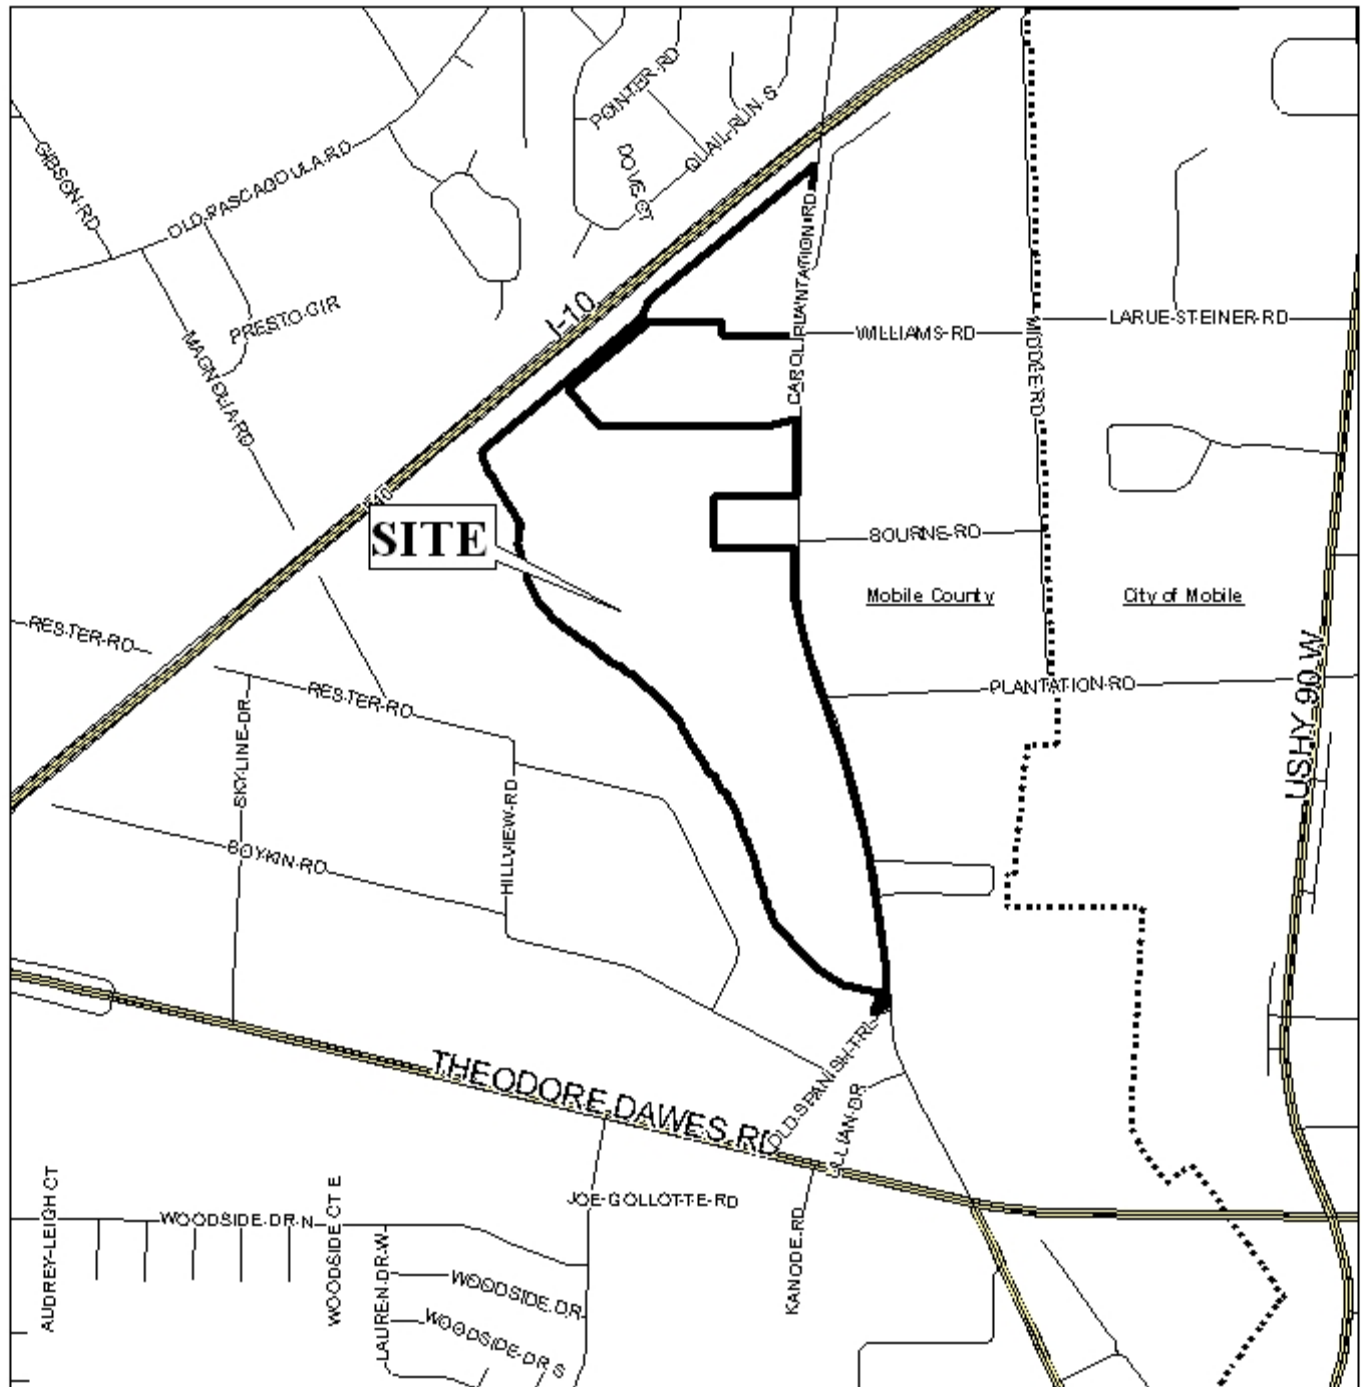 POINTER-RD
QUAIL-RUN-S
GIBSON-RD
OLD-PASCAGOULA-RD
DOVE-CT
CAROL-PLANTATION-RD
I-10
PRESTO-CIR
LARUE-STEINER-RD
WILLIAMS-RD
MAGNOLIA-RD
MIDDLE-RD
I-10
SITE
BOURNE-RD
Mobile County
City of Mobile
RESTER-RD
USHY 90 W
RESTER-RD
PLANTATION-RD
SKYLINE-DR
HILLVIEW-RD
BOYKIN-RD
OLD-SPANISH-TRL
THEODORE DAWES RD
LILLIAN-DR
AUDREY-LEIGH CT
WOODSIDE CT E
JOE-GOLLOTTE-RD
WOODSIDE-DR-N
KANODE RD
LAUREN-DR-W
WOODSIDE-DR
WOODSIDE-DR S